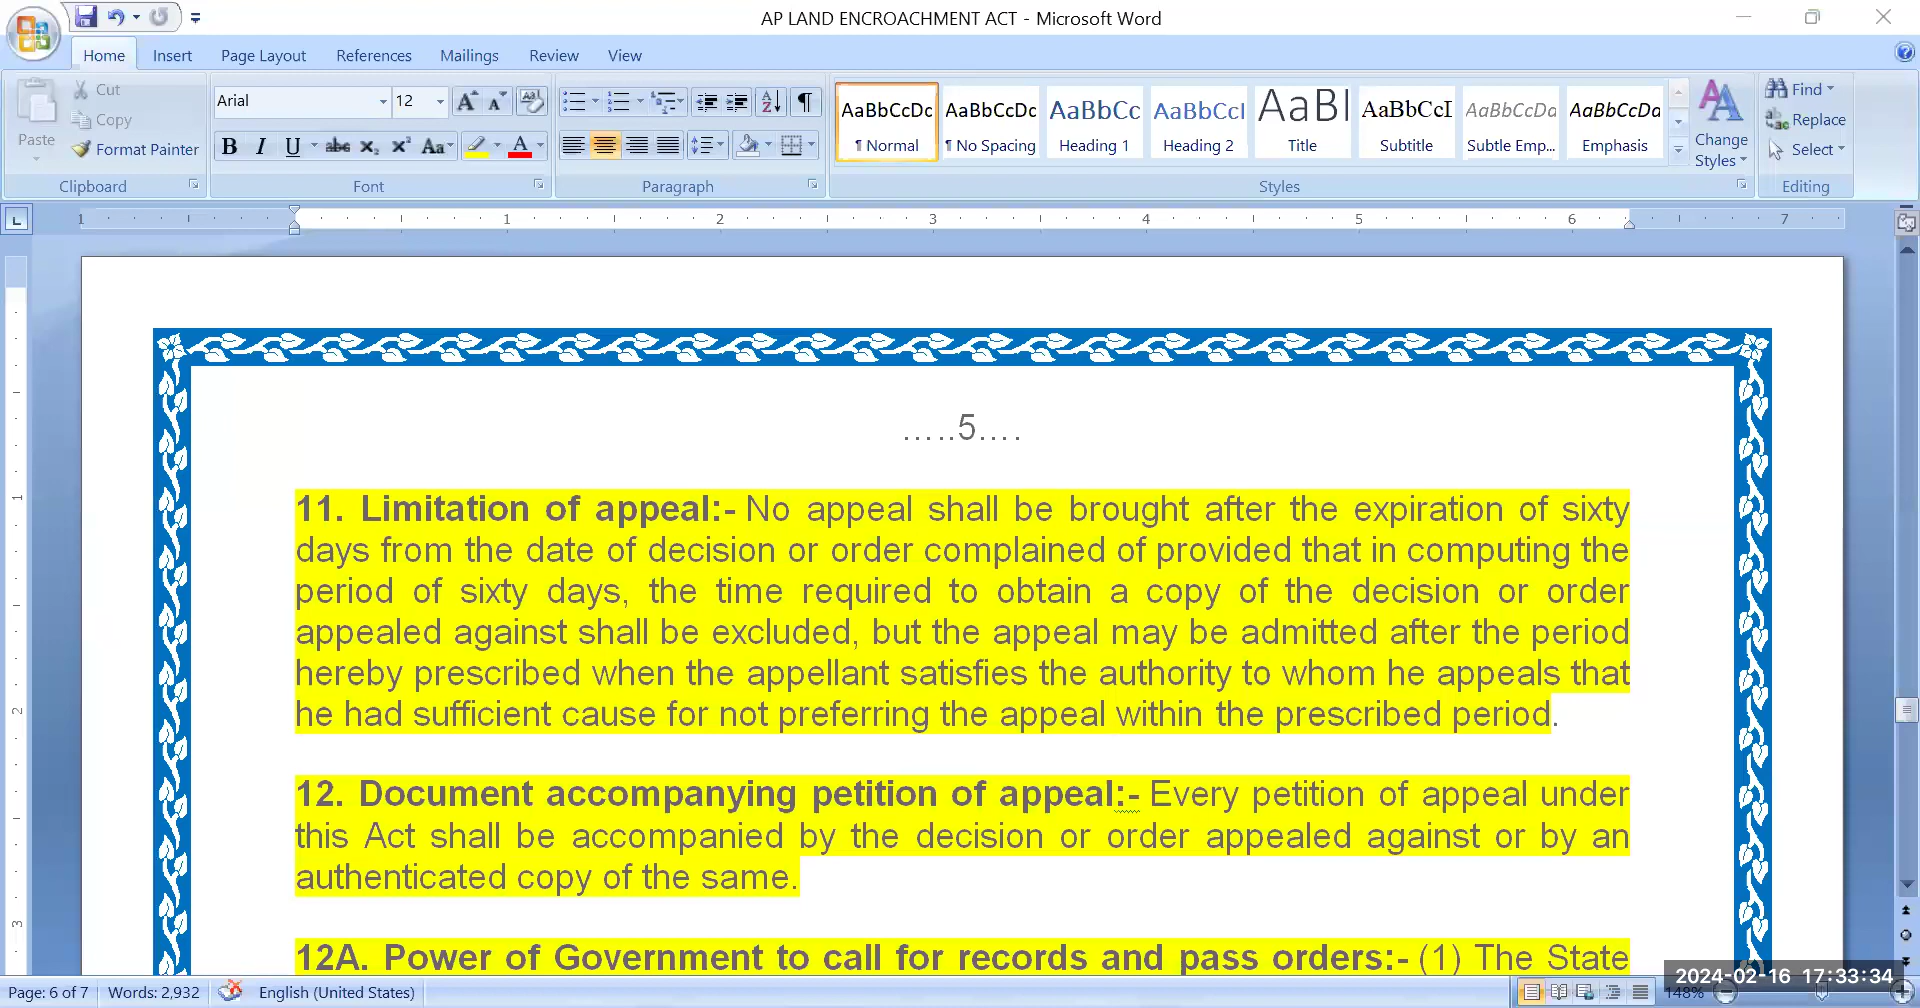 AP LAND ENCROACHMENT ACT - Microsoft Word
Home Insert Page Layout References Mailings Review View
Paste
Cut
Copy
Format Painter
Clipboard
Arial 12
Font
Paragraph
AaBbCcDc AaBbCcDc AaBbCc AaBbCcI AaBI AaBbCcI AaBbCcDa AaBbCcDa
¶ Normal ¶ No Spacing Heading 1 Heading 2 Title Subtitle Subtle Emp... Emphasis
Change Styles
Styles
Find
Replace
Select
Editing
1 1 2 3 4 5 6 7
.....5....
11. Limitation of appeal:- No appeal shall be brought after the expiration of sixty
days from the date of decision or order complained of provided that in computing the
period of sixty days, the time required to obtain a copy of the decision or order
appealed against shall be excluded, but the appeal may be admitted after the period
hereby prescribed when the appellant satisfies the authority to whom he appeals that
he had sufficient cause for not preferring the appeal within the prescribed period.
12. Document accompanying petition of appeal:- Every petition of appeal under
this Act shall be accompanied by the decision or order appealed against or by an
authenticated copy of the same.
12A. Power of Government to call for records and pass orders:- (1) The State
Page: 6 of 7 Words: 2,932 English (United States) 148%
2024-02-16 17:33:34